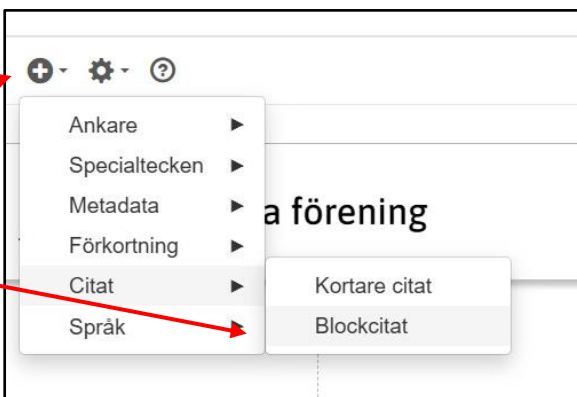 Ankare
Specialtecken
Metadata
a förening
Förkortning
Citat
Kortare citat
Språk
Blockcitat